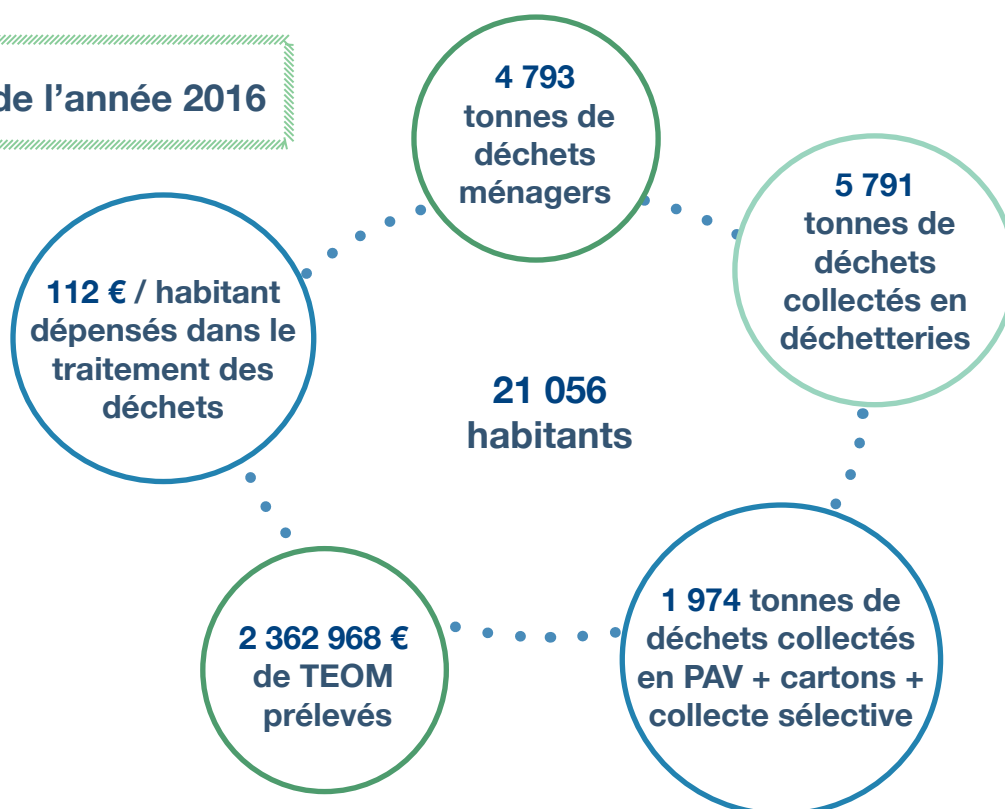 de l'année 2016
4 793
tonnes de
déchets
ménagers
5 791
tonnes de
déchets
collectés en
déchetteries
112 € / habitant
dépensés dans le
traitement des
déchets
21 056
habitants
2 362 968 €
de TEOM
prélevés
1 974 tonnes de
déchets collectés
en PAV + cartons +
collecte sélective